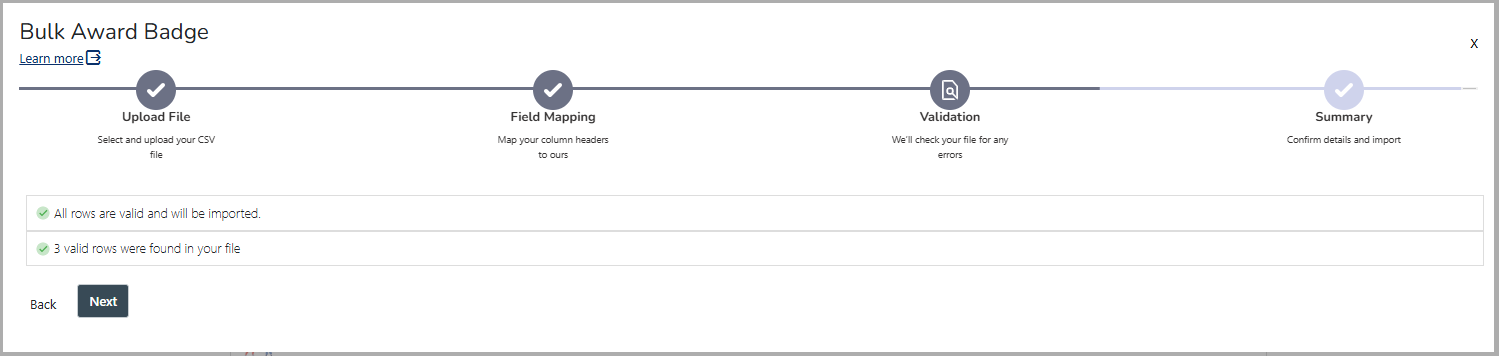 Bulk Award Badge
Learn more
X
Upload File
Select and upload your CSV
file
Field Mapping
Map your column headers
to ours
Validation
We'll check your file for any
errors
Summary
Confirm details and import
All rows are valid and will be imported.
3 valid rows were found in your file
Back
Next